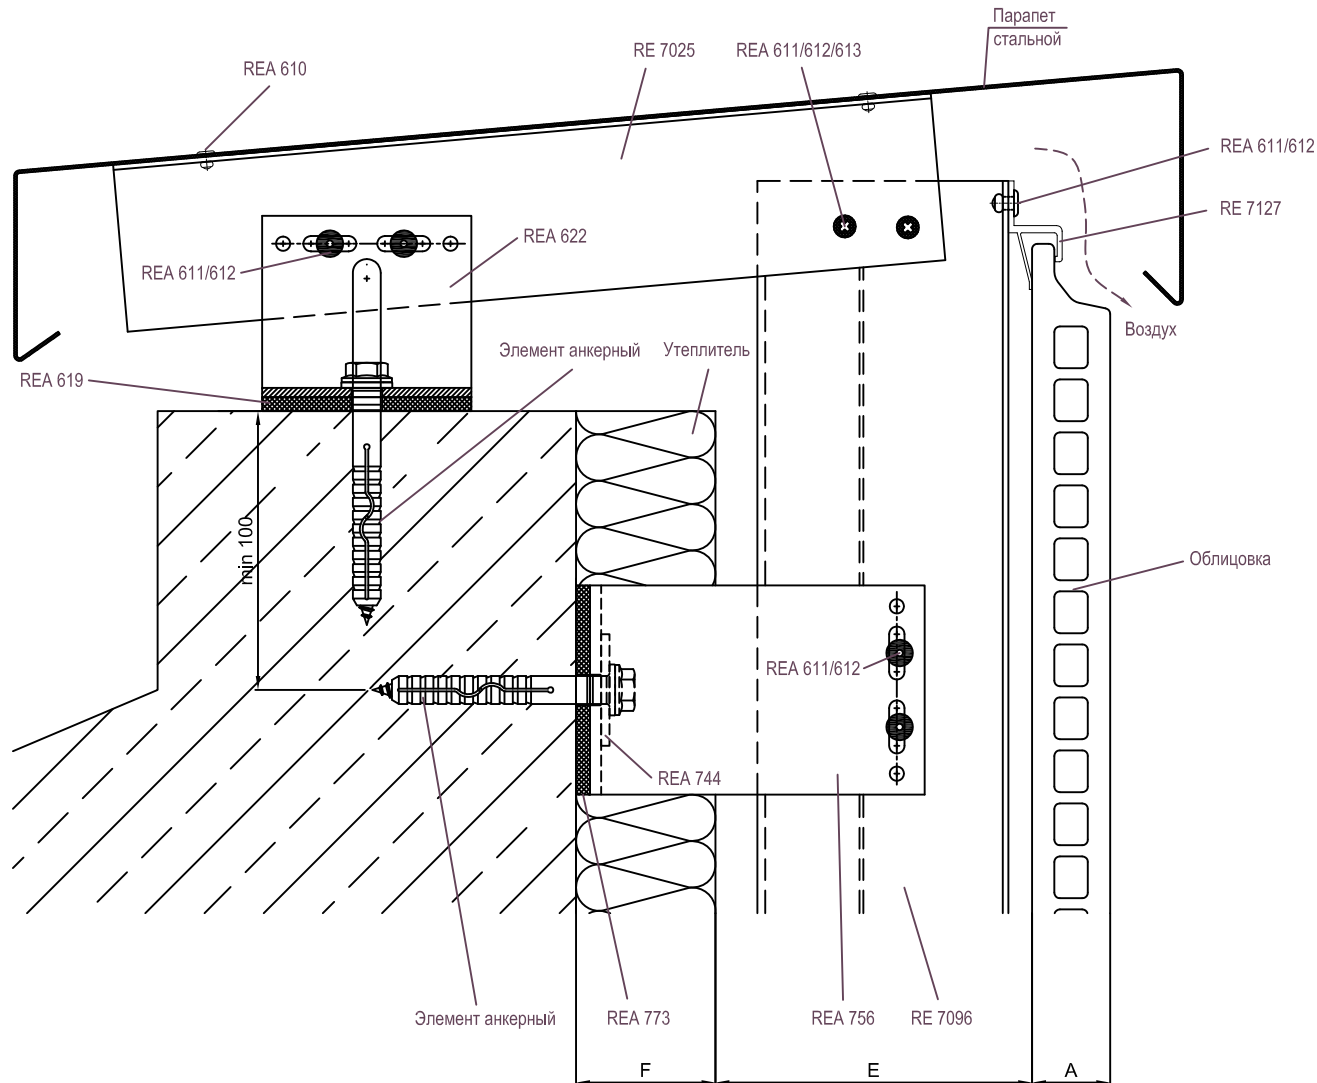 Парапет
стальной
REA 610
RE 7025
REA 611/612/613
REA 611/612
RE 7127
REA 622
REA 611/612
Воздух
Элемент анкерный
Утеплитель
REA 619
min 100
Облицовка
REA 611/612
REA 744
Элемент анкерный
REA 773
REA 756
RE 7096
F
E
A